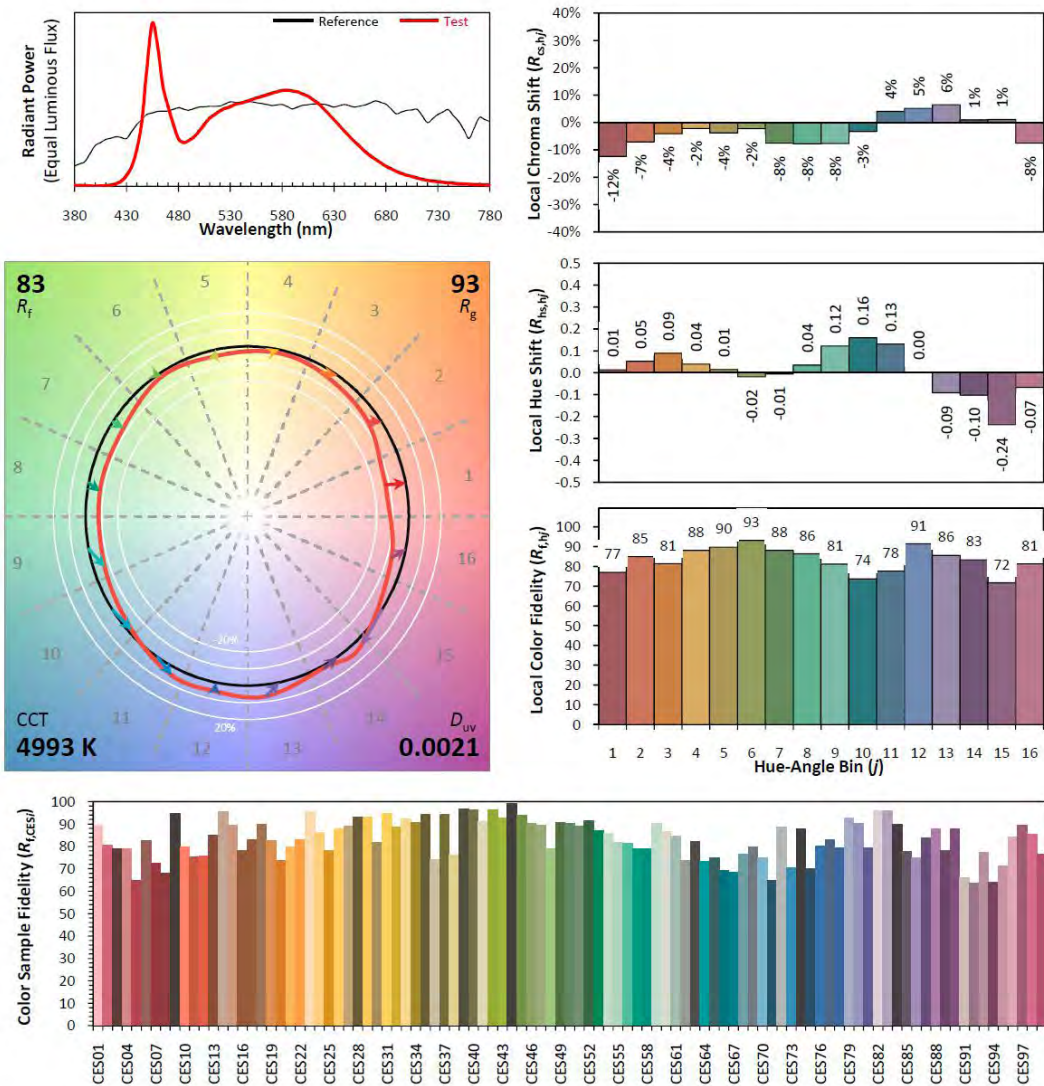 Reference
Test
Radiant Power
(Equal Luminous Flux)
380 430 480 530 580 630 680 730 780
Wavelength (nm)
Local Chroma Shift (Rcs,hj)
40%
30%
20%
10%
0%
-10%
-20%
-30%
-40%
-12% -7% -4% -2% -4% -2% -8% -8% -8% -3% 4% 5% 6% 1% 1% -8%
83
Rf
93
Rg
5 4
6 3
7 2
8 1
9 16
10 15
11 14
12 13
-20%
20%
CCT
4993 K
Duv
0.0021
Local Hue Shift (Rhs,hj)
0.5
0.4
0.3
0.2
0.1
0.0
-0.1
-0.2
-0.3
-0.4
-0.5
0.01 0.05 0.09 0.04 0.01 -0.02 -0.01 0.04 0.12 0.16 0.13 0.00 -0.09 -0.10 -0.24 -0.07
Local Color Fidelity (Rf,hj)
100
90
80
70
60
50
40
30
20
10
0
77 85 81 88 90 93 88 86 81 74 78 91 86 83 72 81
1 2 3 4 5 6 7 8 9 10 11 12 13 14 15 16
Hue-Angle Bin (j)
Color Sample Fidelity (Rf,CESi)
100
90
80
70
60
50
40
30
20
10
0
CES01 CES04 CES07 CES10 CES13 CES16 CES19 CES22 CES25 CES28 CES31 CES34 CES37 CES40 CES43 CES46 CES49 CES52 CES55 CES58 CES61 CES64 CES67 CES70 CES73 CES76 CES79 CES82 CES85 CES88 CES91 CES94 CES97